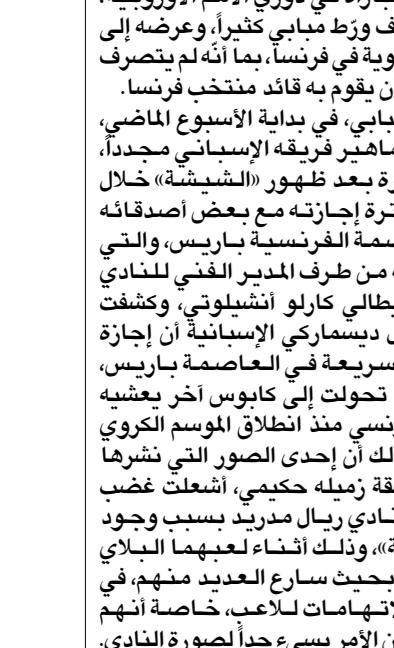 ف ورّط مبابي كثيراً، وعرضه إلى
وية في فرنسا، بما أنّه لم يتصرف
ن يقوم به قائد منتخب فرنسا.
بابي، في بداية الأسبوع الماضي،
ماهير فريقه الإسباني مجدداً،
رة بعد ظهور «الشيشة» خلال
ترة إجازته مع بعض أصدقائه
سمة الفرنسية باريس، والتي
ه من طرف المدير الفني للنادي
يطالي كارلو أنشيلوتي، وكشفت
ل ديسماركي الإسبانية أن إجازة
سريعة في العاصمة باريس،
تحولت إلى كابوس آخر يعشيه
نسي منذ انطلاق الموسم الكروي
لك أن إحدى الصور التي نشرها
قة زميله حكيمي، أشعلت غضب
نادي ريال مدريد بسبب وجود
ة»، وذلك أثناء لعبهما البلاي
بحيث سارع العديد منهم، في
لاتهامات للاعب، خاصة أنهم
ن الأمر يسيء جداً لصورة النادي.